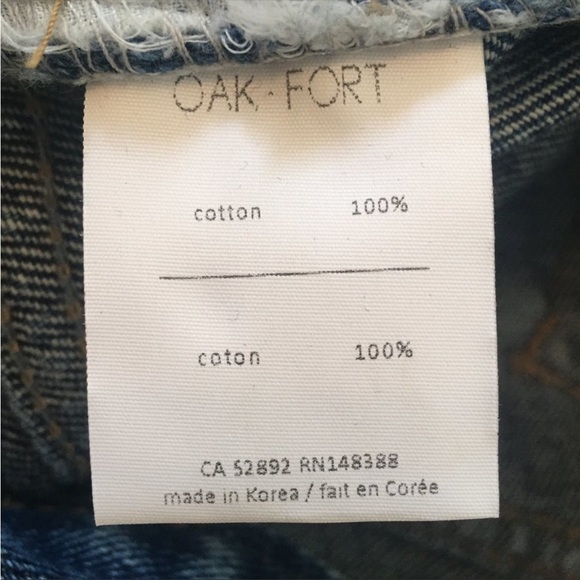 OAK · FORT
cotton 100%
coton 100%
CA 52892 RN148388
made in Korea / fait en Corée